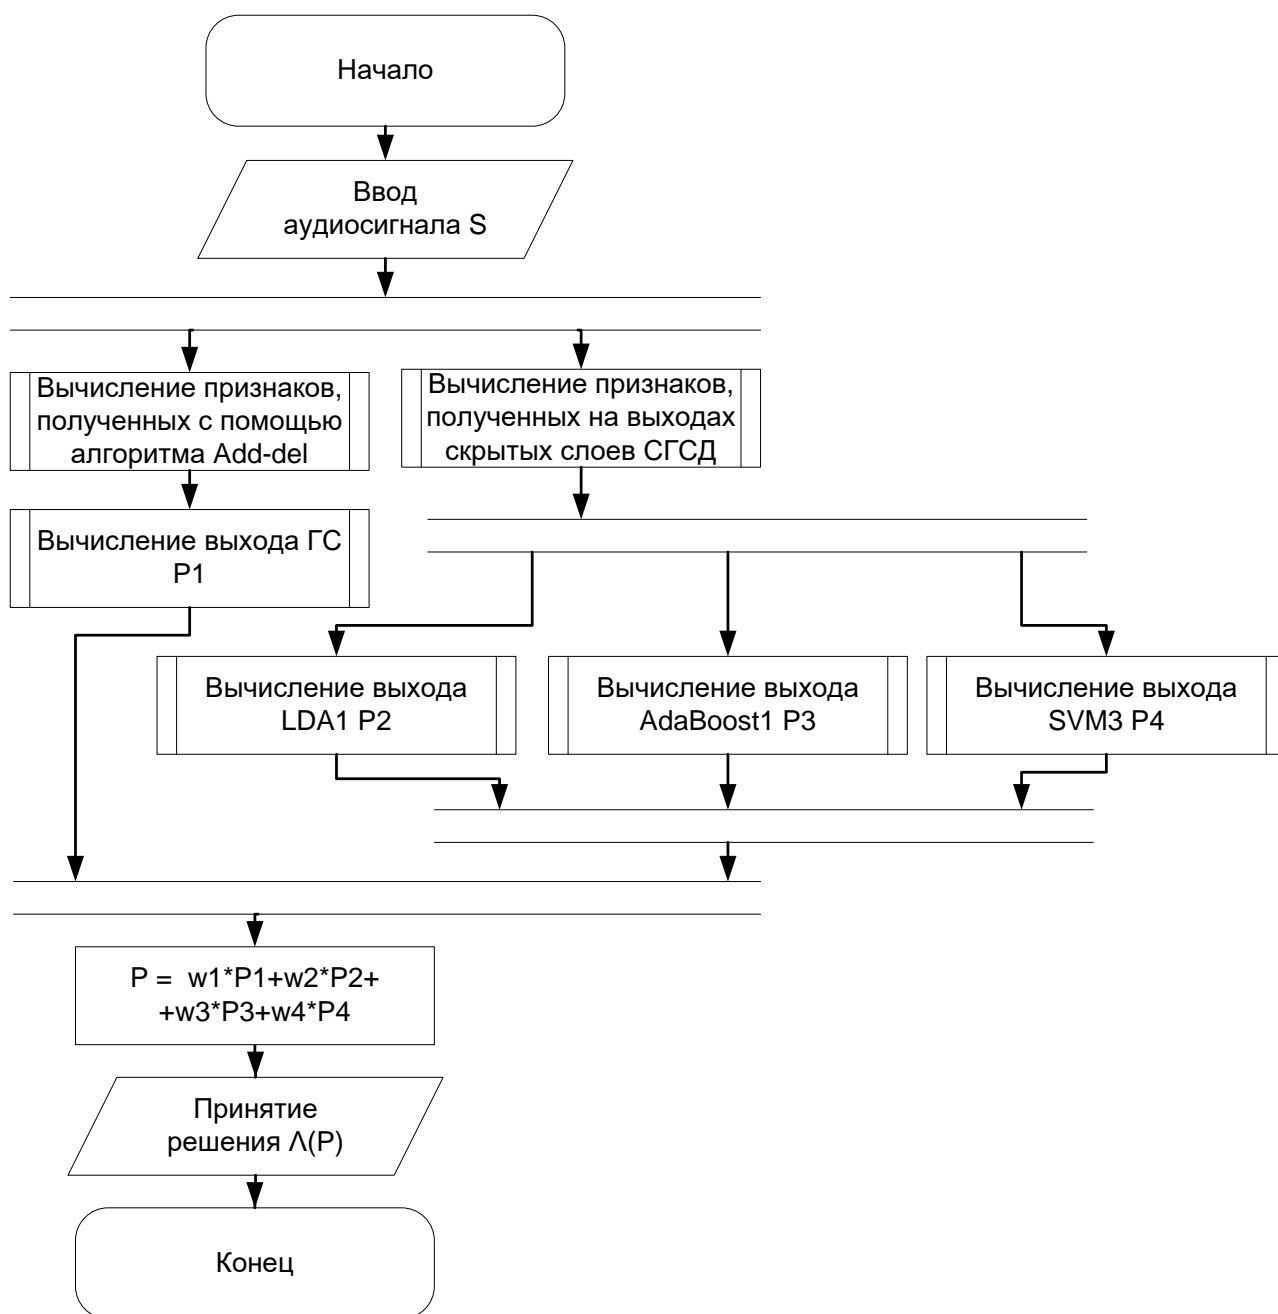 Начало
Ввод
аудиосигнала S
Вычисление признаков,
полученных с помощью
алгоритма Add-del
Вычисление признаков,
полученных на выходах
скрытых слоев СГСД
Вычисление выхода ГС
P1
Вычисление выхода
LDA1 P2
Вычисление выхода
AdaBoost1 P3
Вычисление выхода
SVM3 P4
P = w1*P1+w2*P2+
+w3*P3+w4*P4
Принятие
решения Λ(P)
Конец